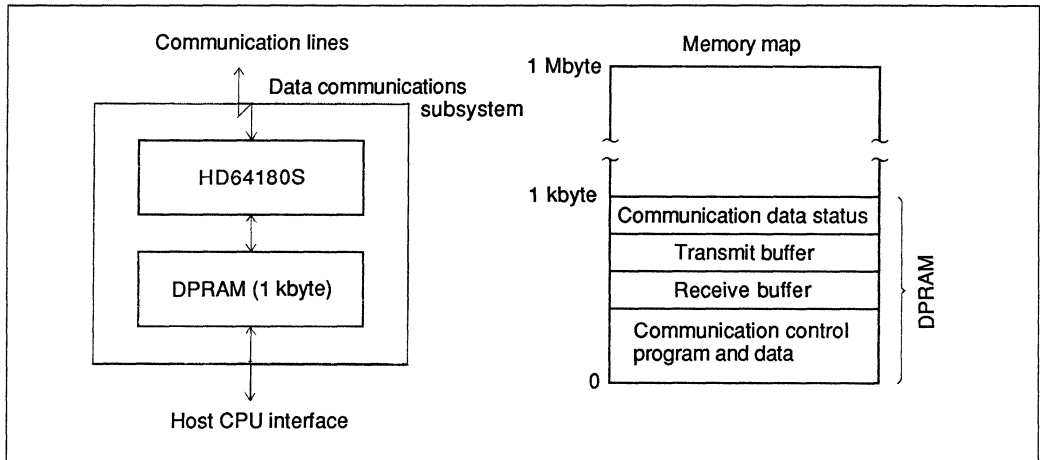 Communication lines
Data communications
subsystem
HD64180S
DPRAM (1 kbyte)
Host CPU interface
Memory map
1 Mbyte
1 kbyte
Communication data status
Transmit buffer
Receive buffer
Communication control
program and data
0
DPRAM